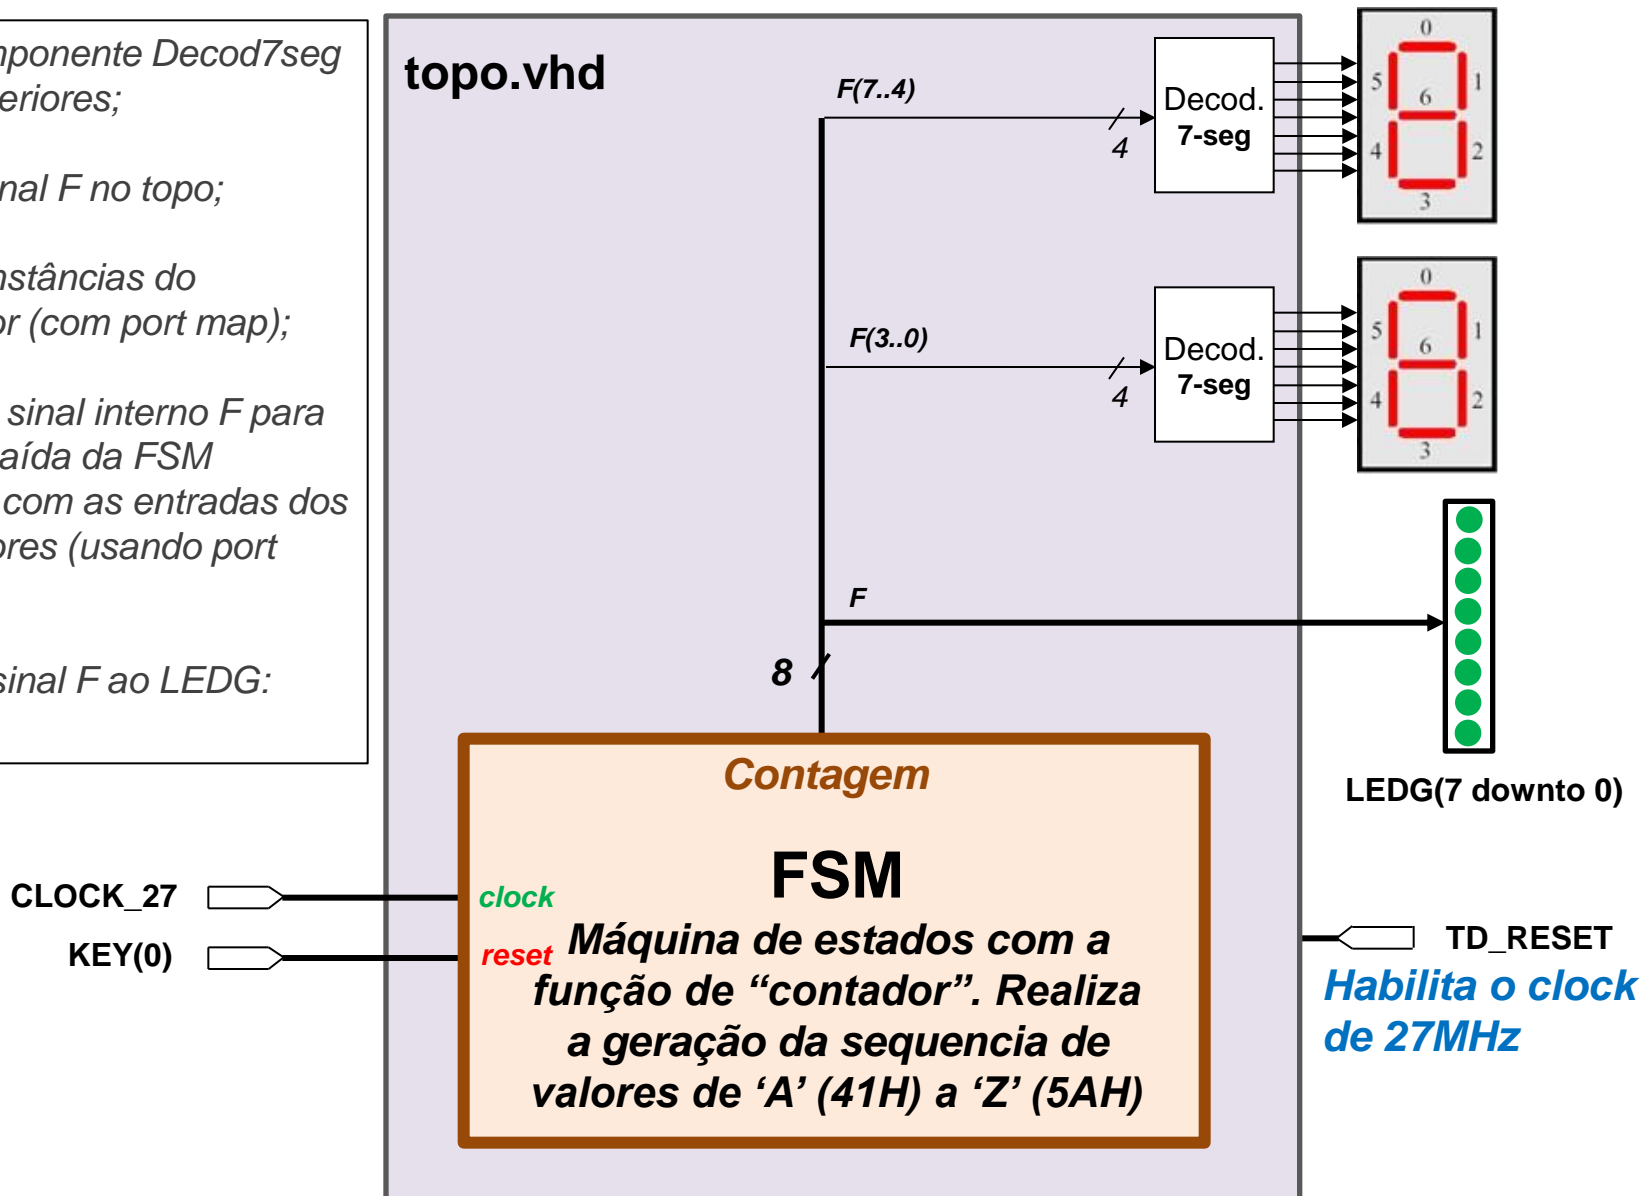 mponente Decod7seg
teriores;
nal F no topo;
nstâncias do
or (com port map);
sinal interno F para
aída da FSM
com as entradas dos
ores (usando port
sinal F ao LEDG:
topo.vhd
F(7..4)
4
Decod.
7-seg
0
5
1
6
4
2
3
F(3..0)
4
Decod.
7-seg
0
5
1
6
4
2
3
F
8
LEDG(7 downto 0)
Contagem
FSM
CLOCK_27
clock
KEY(0)
reset
Máquina de estados com a
função de “contador”. Realiza
a geração da sequencia de
valores de ‘A’ (41H) a ‘Z’ (5AH)
TD_RESET
Habilita o clock
de 27MHz